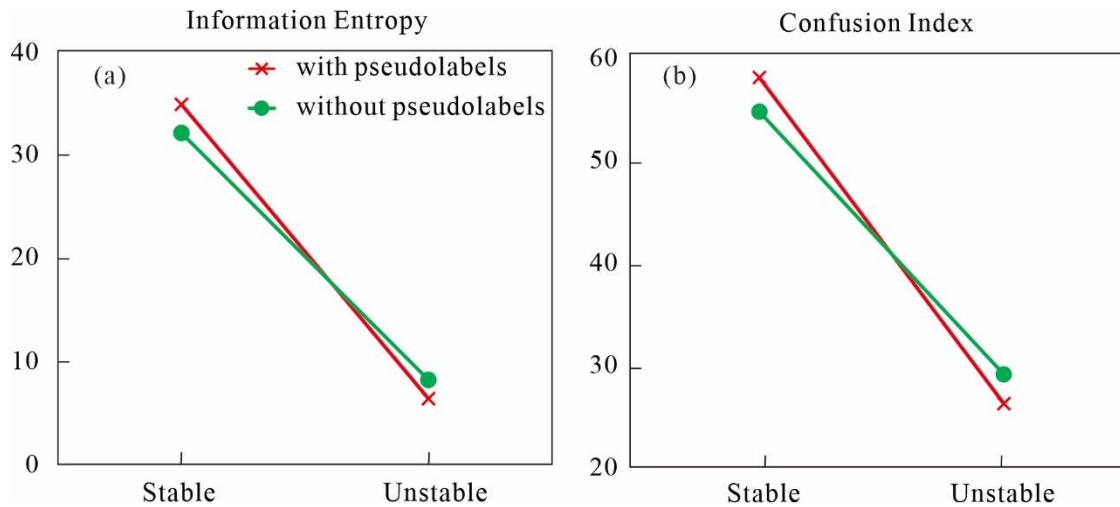 Information Entropy
40
(a)
with pseudolabels
without pseudolabels
30
20
10
0
Stable Unstable
Confusion Index
60
(b)
50
40
30
20
Stable Unstable